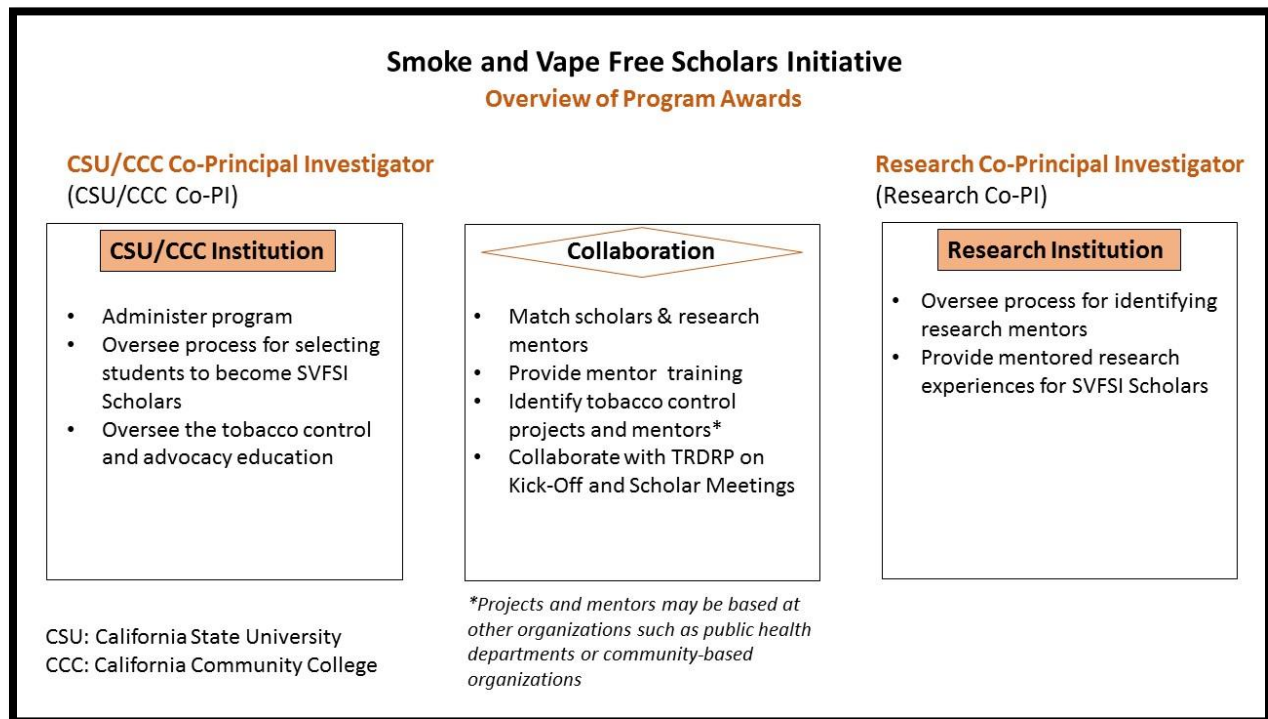 Smoke and Vape Free Scholars Initiative
Overview of Program Awards
CSU/CCC Co-Principal Investigator
(CSU/CCC Co-PI)
CSU/CCC Institution
• Administer program
• Oversee process for selecting
students to become SVFSI
Scholars
• Oversee the tobacco control
and advocacy education
Collaboration
• Match scholars & research
mentors
• Provide mentor training
• Identify tobacco control
projects and mentors*
• Collaborate with TRDRP on
Kick-Off and Scholar Meetings
Research Co-Principal Investigator
(Research Co-PI)
Research Institution
• Oversee process for identifying
research mentors
• Provide mentored research
experiences for SVFSI Scholars
*Projects and mentors may be based at
other organizations such as public health
departments or community-based
organizations
CSU: California State University
CCC: California Community College